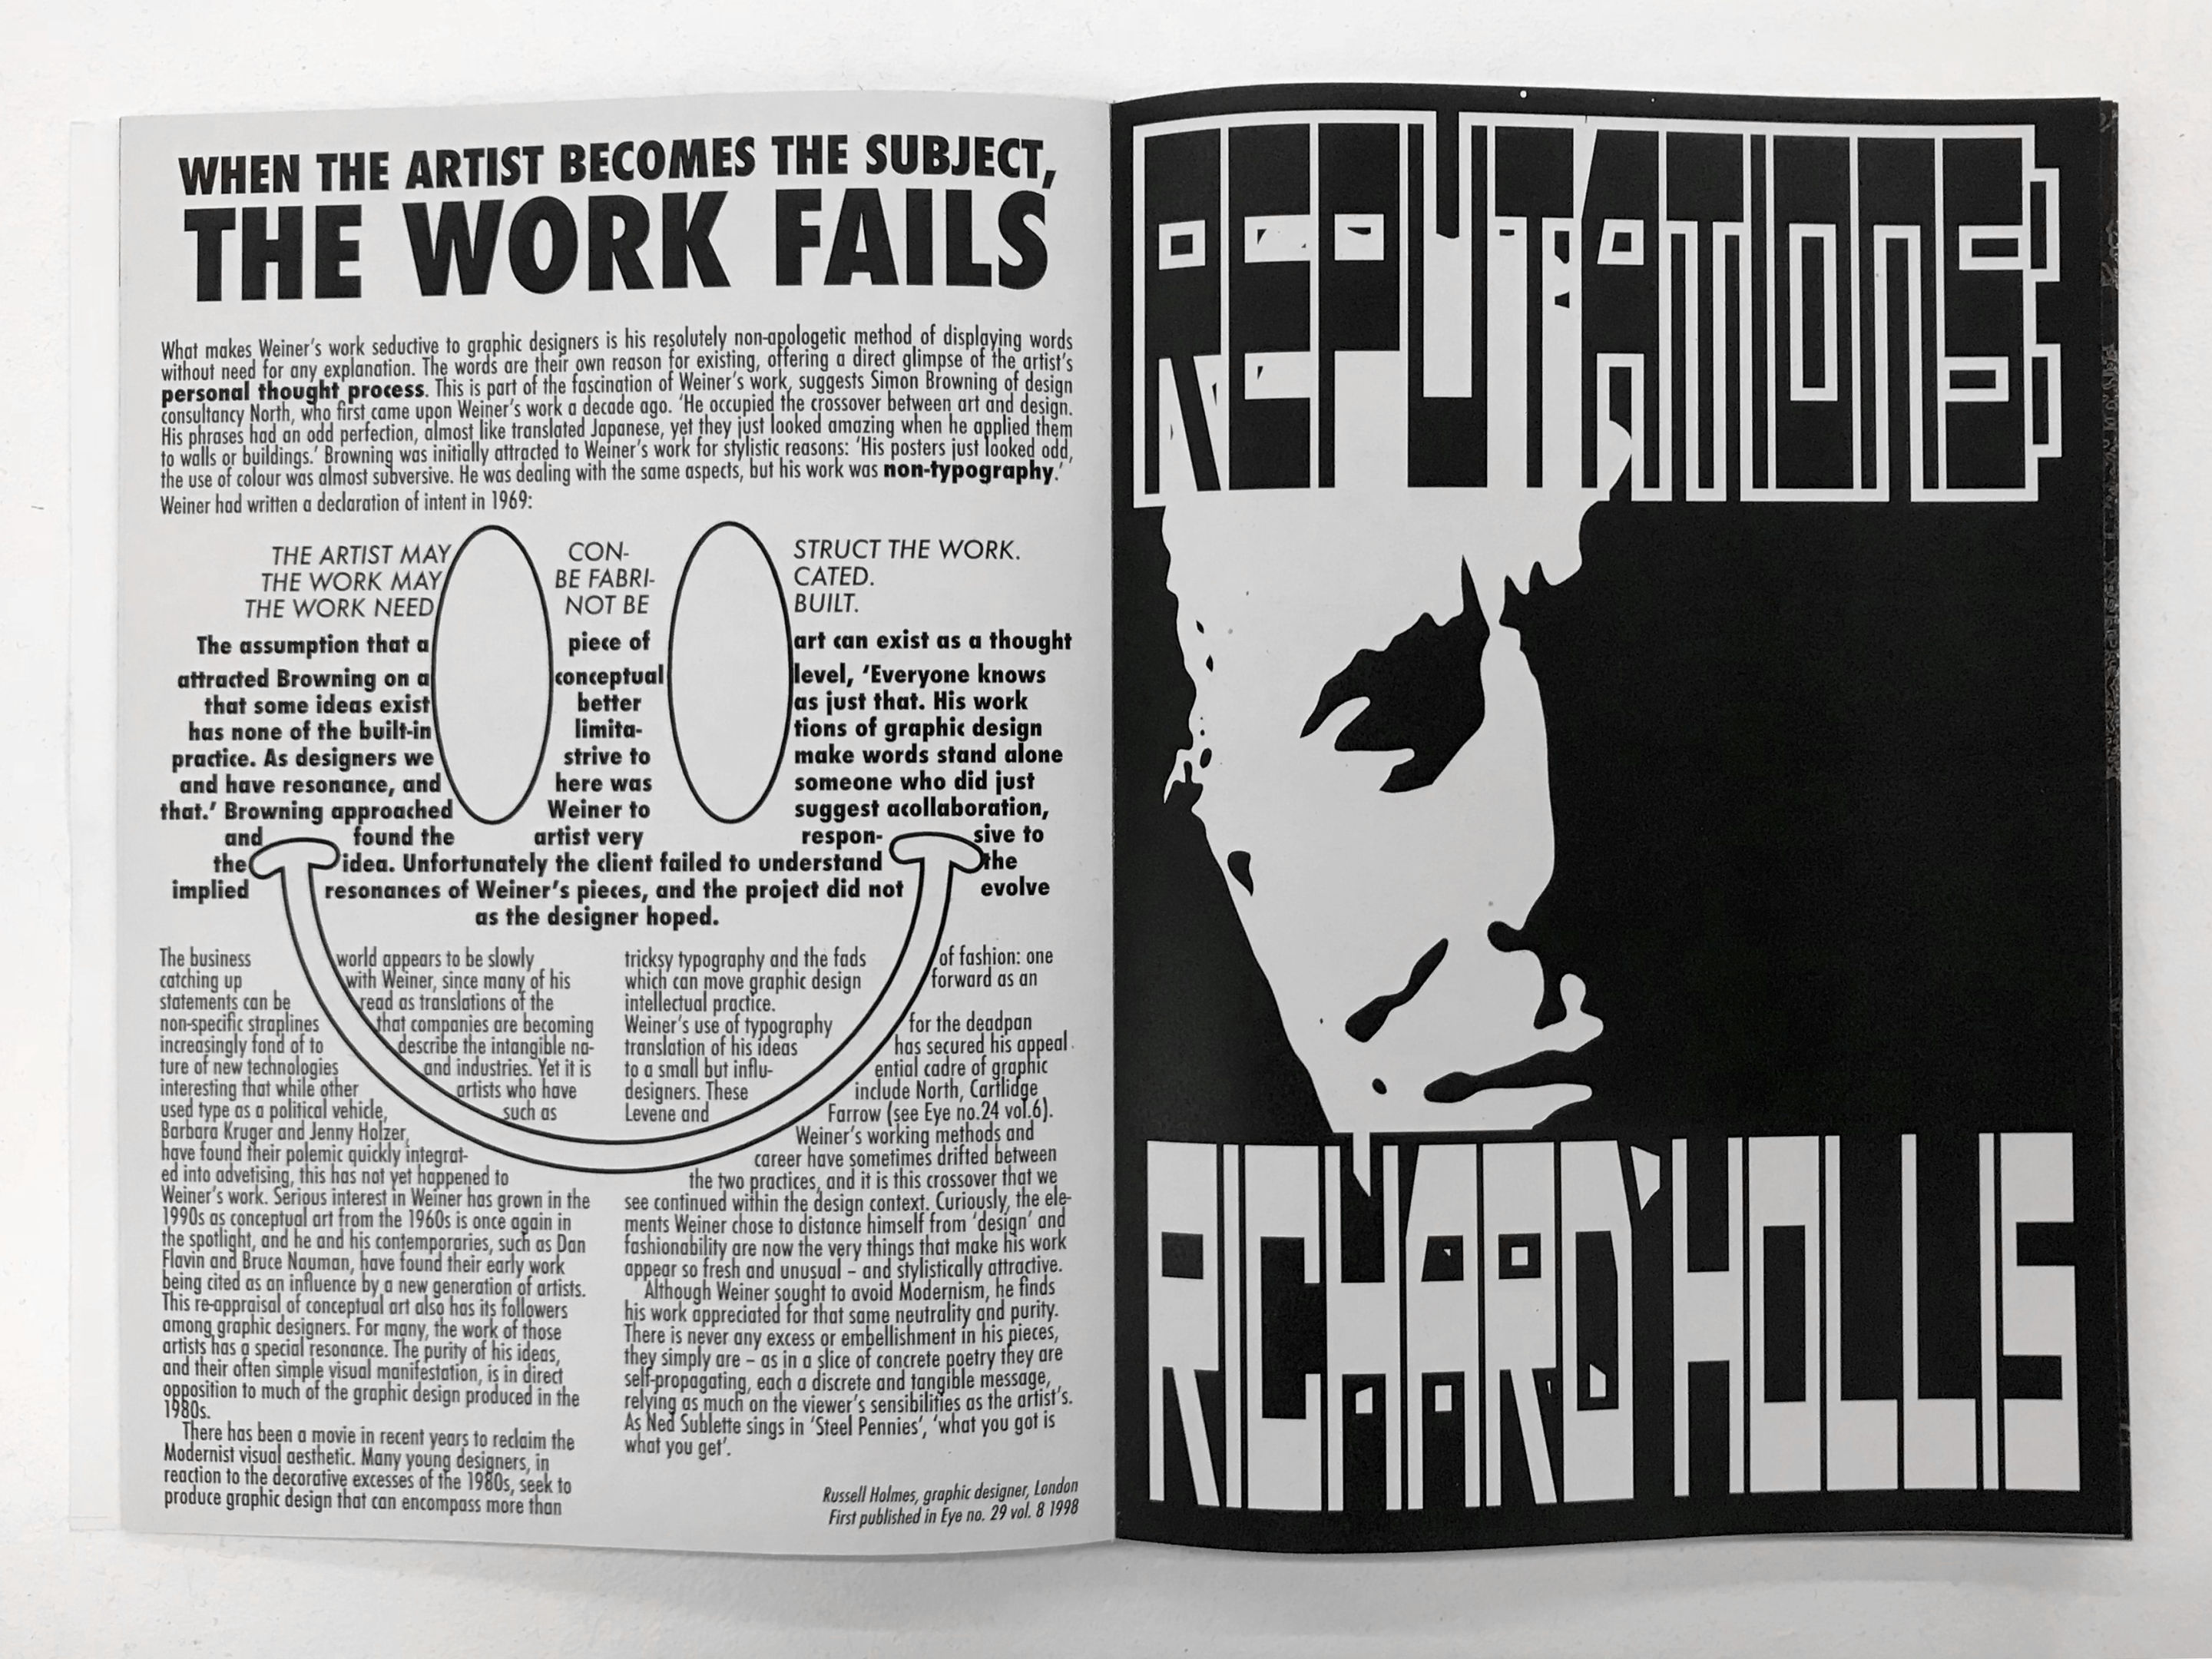 WHEN THE ARTIST BECOMES THE SUBJECT,
THE WORK FAILS
What makes Weiner's work seductive to graphic designers is his resolutely non-apologetic method of displaying words
without need for any explanation. The words are their own reason for existing, offering a direct glimpse of the artist's
personal thought process. This is part of the fascination of Weiner's work, suggests Simon Browning of design
consultancy North, who first came upon Weiner's work a decade ago. 'He occupied the crossover between art and design.
His phrases had an odd perfection, almost like translated Japanese, yet they just looked amazing when he applied them
to walls or buildings.' Browning was initially attracted to Weiner's work for stylistic reasons: 'His posters just looked odd,
the use of colour was almost subversive. He was dealing with the same aspects, but his work was non-typography.'
Weiner had written a declaration of intent in 1969:
THE ARTIST MAY CON- STRUCT THE WORK.
THE WORK MAY BE FABRI- CATED.
THE WORK NEED NOT BE BUILT.
The assumption that a piece of art can exist as a thought
attracted Browning on a conceptual level, 'Everyone knows
that some ideas exist better as just that. His work
has none of the built-in limita- tions of graphic design
practice. As designers we strive to make words stand alone
and have resonance, and here was someone who did just
that.' Browning approached Weiner to suggest acollaboration,
and found the artist very respon- sive to
the idea. Unfortunately the client failed to understand the
implied resonances of Weiner's pieces, and the project did not evolve
as the designer hoped.
The business world appears to be slowly
catching up with Weiner, since many of his
statements can be read as translations of the
non-specific straplines that companies are becoming
increasingly fond of to describe the intangible na-
ture of new technologies and industries. Yet it is
interesting that while other artists who have
used type as a political vehicle, such as
Barbara Kruger and Jenny Holzer,
have found their polemic quickly integrat-
ed into advetising, this has not yet happened to
Weiner's work. Serious interest in Weiner has grown in the
1990s as conceptual art from the 1960s is once again in
the spotlight, and he and his contemporaries, such as Dan
Flavin and Bruce Nauman, have found their early work
being cited as an influence by a new generation of artists.
This re-appraisal of conceptual art also has its followers
among graphic designers. For many, the work of those
artists has a special resonance. The purity of his ideas,
and their often simple visual manifestation, is in direct
opposition to much of the graphic design produced in the
1980s.
There has been a movie in recent years to reclaim the
Modernist visual aesthetic. Many young designers, in
reaction to the decorative excesses of the 1980s, seek to
produce graphic design that can encompass more than
tricksy typography and the fads of fashion: one
which can move graphic design forward as an
intellectual practice.
Weiner's use of typography for the deadpan
translation of his ideas has secured his appeal
to a small but influ- ential cadre of graphic
designers. These include North, Cartlidge
Levene and Farrow (see Eye no.24 vol.6).
Weiner's working methods and
career have sometimes drifted between
the two practices, and it is this crossover that we
see continued within the design context. Curiously, the ele-
ments Weiner chose to distance himself from 'design' and
fashionability are now the very things that make his work
appear so fresh and unusual – and stylistically attractive.
Although Weiner sought to avoid Modernism, he finds
his work appreciated for that same neutrality and purity.
There is never any excess or embellishment in his pieces,
they simply are – as in a slice of concrete poetry they are
self-propagating, each a discrete and tangible message,
relying as much on the viewer's sensibilities as the artist's.
As Ned Sublette sings in 'Steel Pennies', 'what you got is
what you get'.
Russell Holmes, graphic designer, London
First published in Eye no. 29 vol. 8 1998
REPUTATIONS
RICHARD HOLLIS